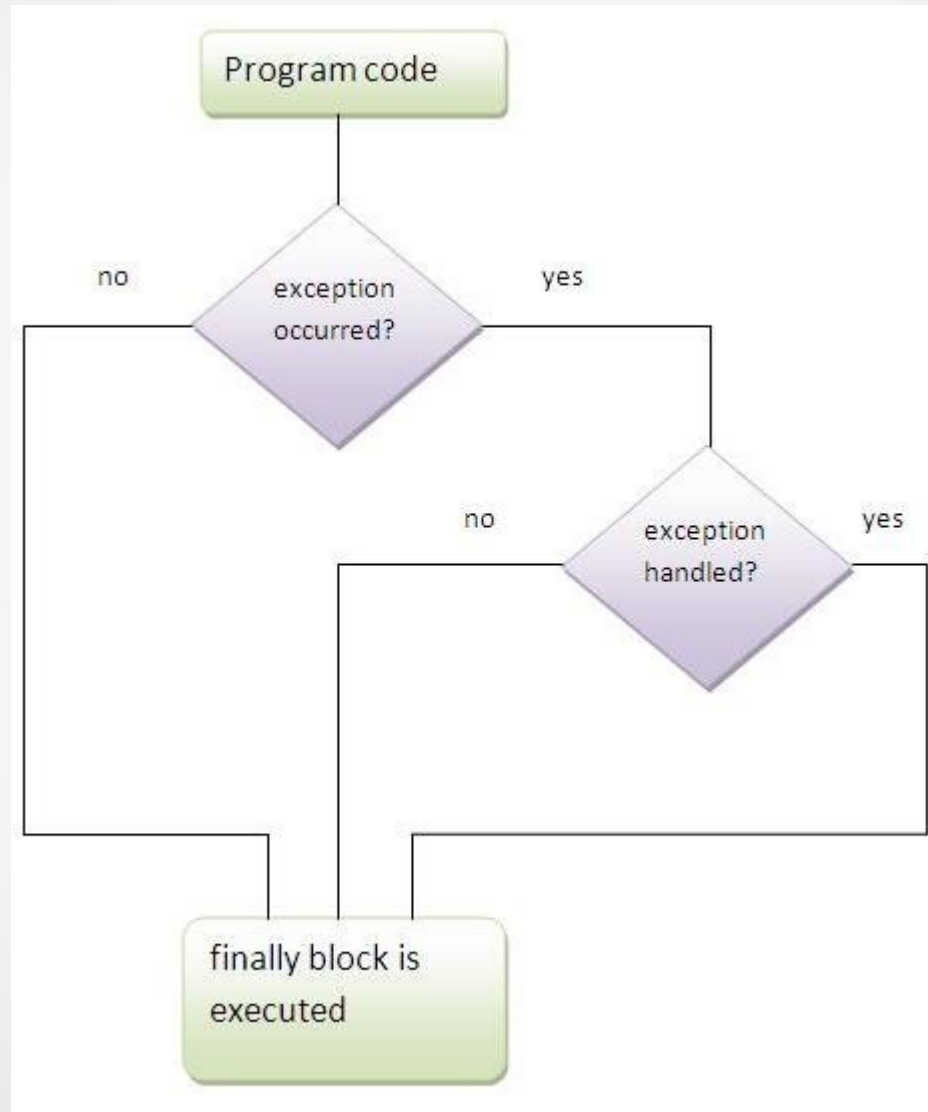 Program code
no
exception
occurred?
yes
no
exception
handled?
yes
finally block is
executed